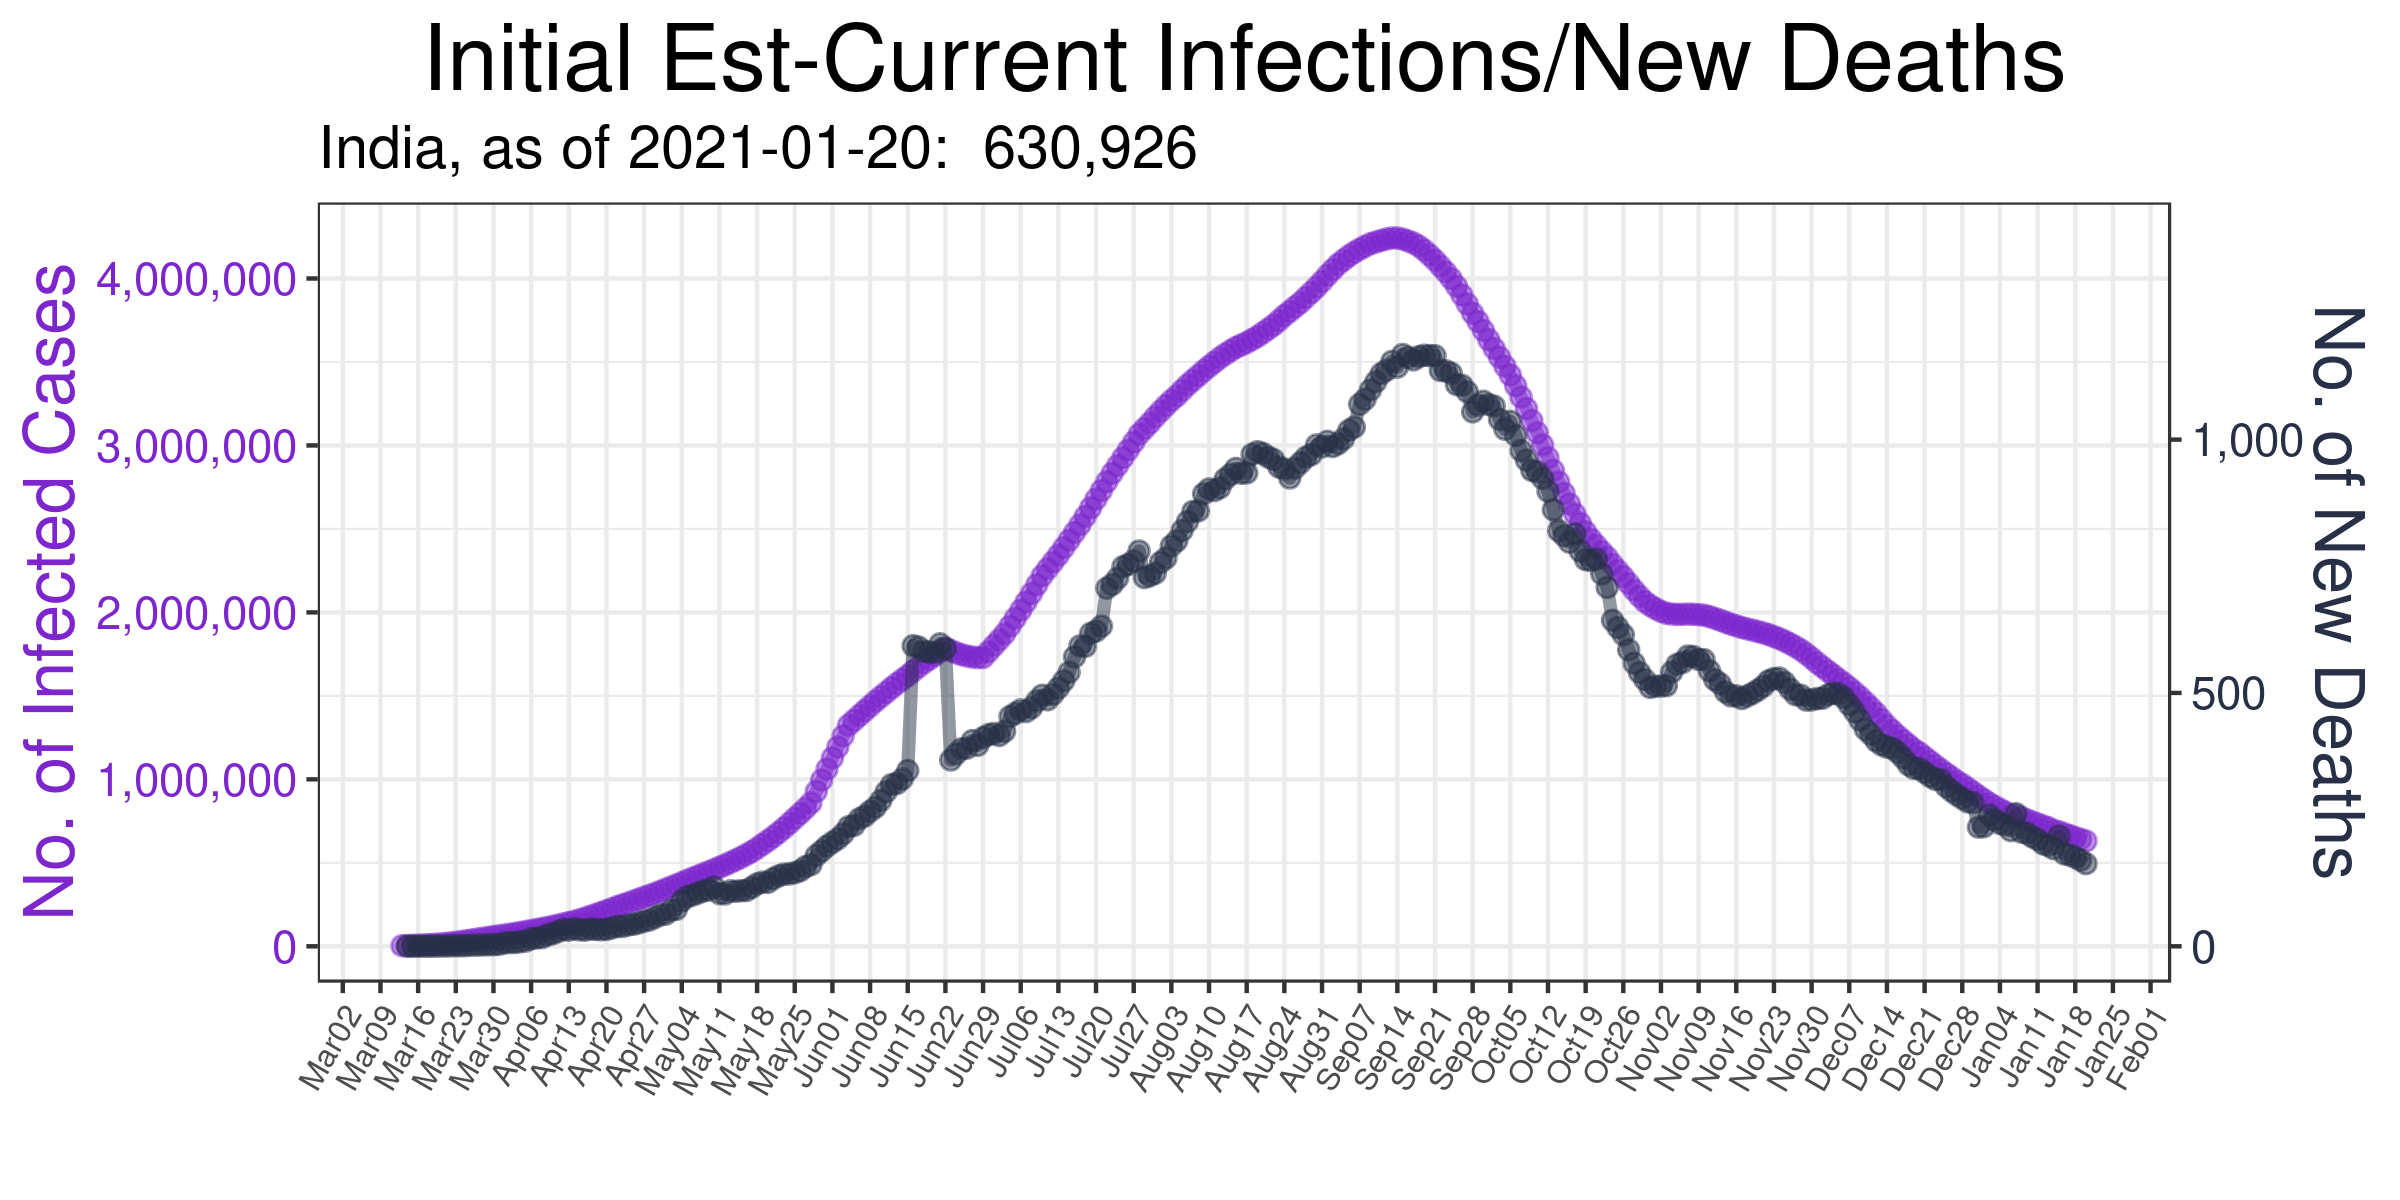 Initial Est-Current Infections/New Deaths
India, as of 2021-01-20:  630,926
No. of Infected Cases
4,000,000
3,000,000
2,000,000
1,000,000
0
1,000
500
0
No. of New Deaths
Mar02
Mar09
Mar16
Mar23
Mar30
Apr06
Apr13
Apr20
Apr27
May04
May11
May18
May25
Jun01
Jun08
Jun15
Jun22
Jun29
Jul06
Jul13
Jul20
Jul27
Aug03
Aug10
Aug17
Aug24
Aug31
Sep07
Sep14
Sep21
Sep28
Oct05
Oct12
Oct19
Oct26
Nov02
Nov09
Nov16
Nov23
Nov30
Dec07
Dec14
Dec21
Dec28
Jan04
Jan11
Jan18
Jan25
Feb01